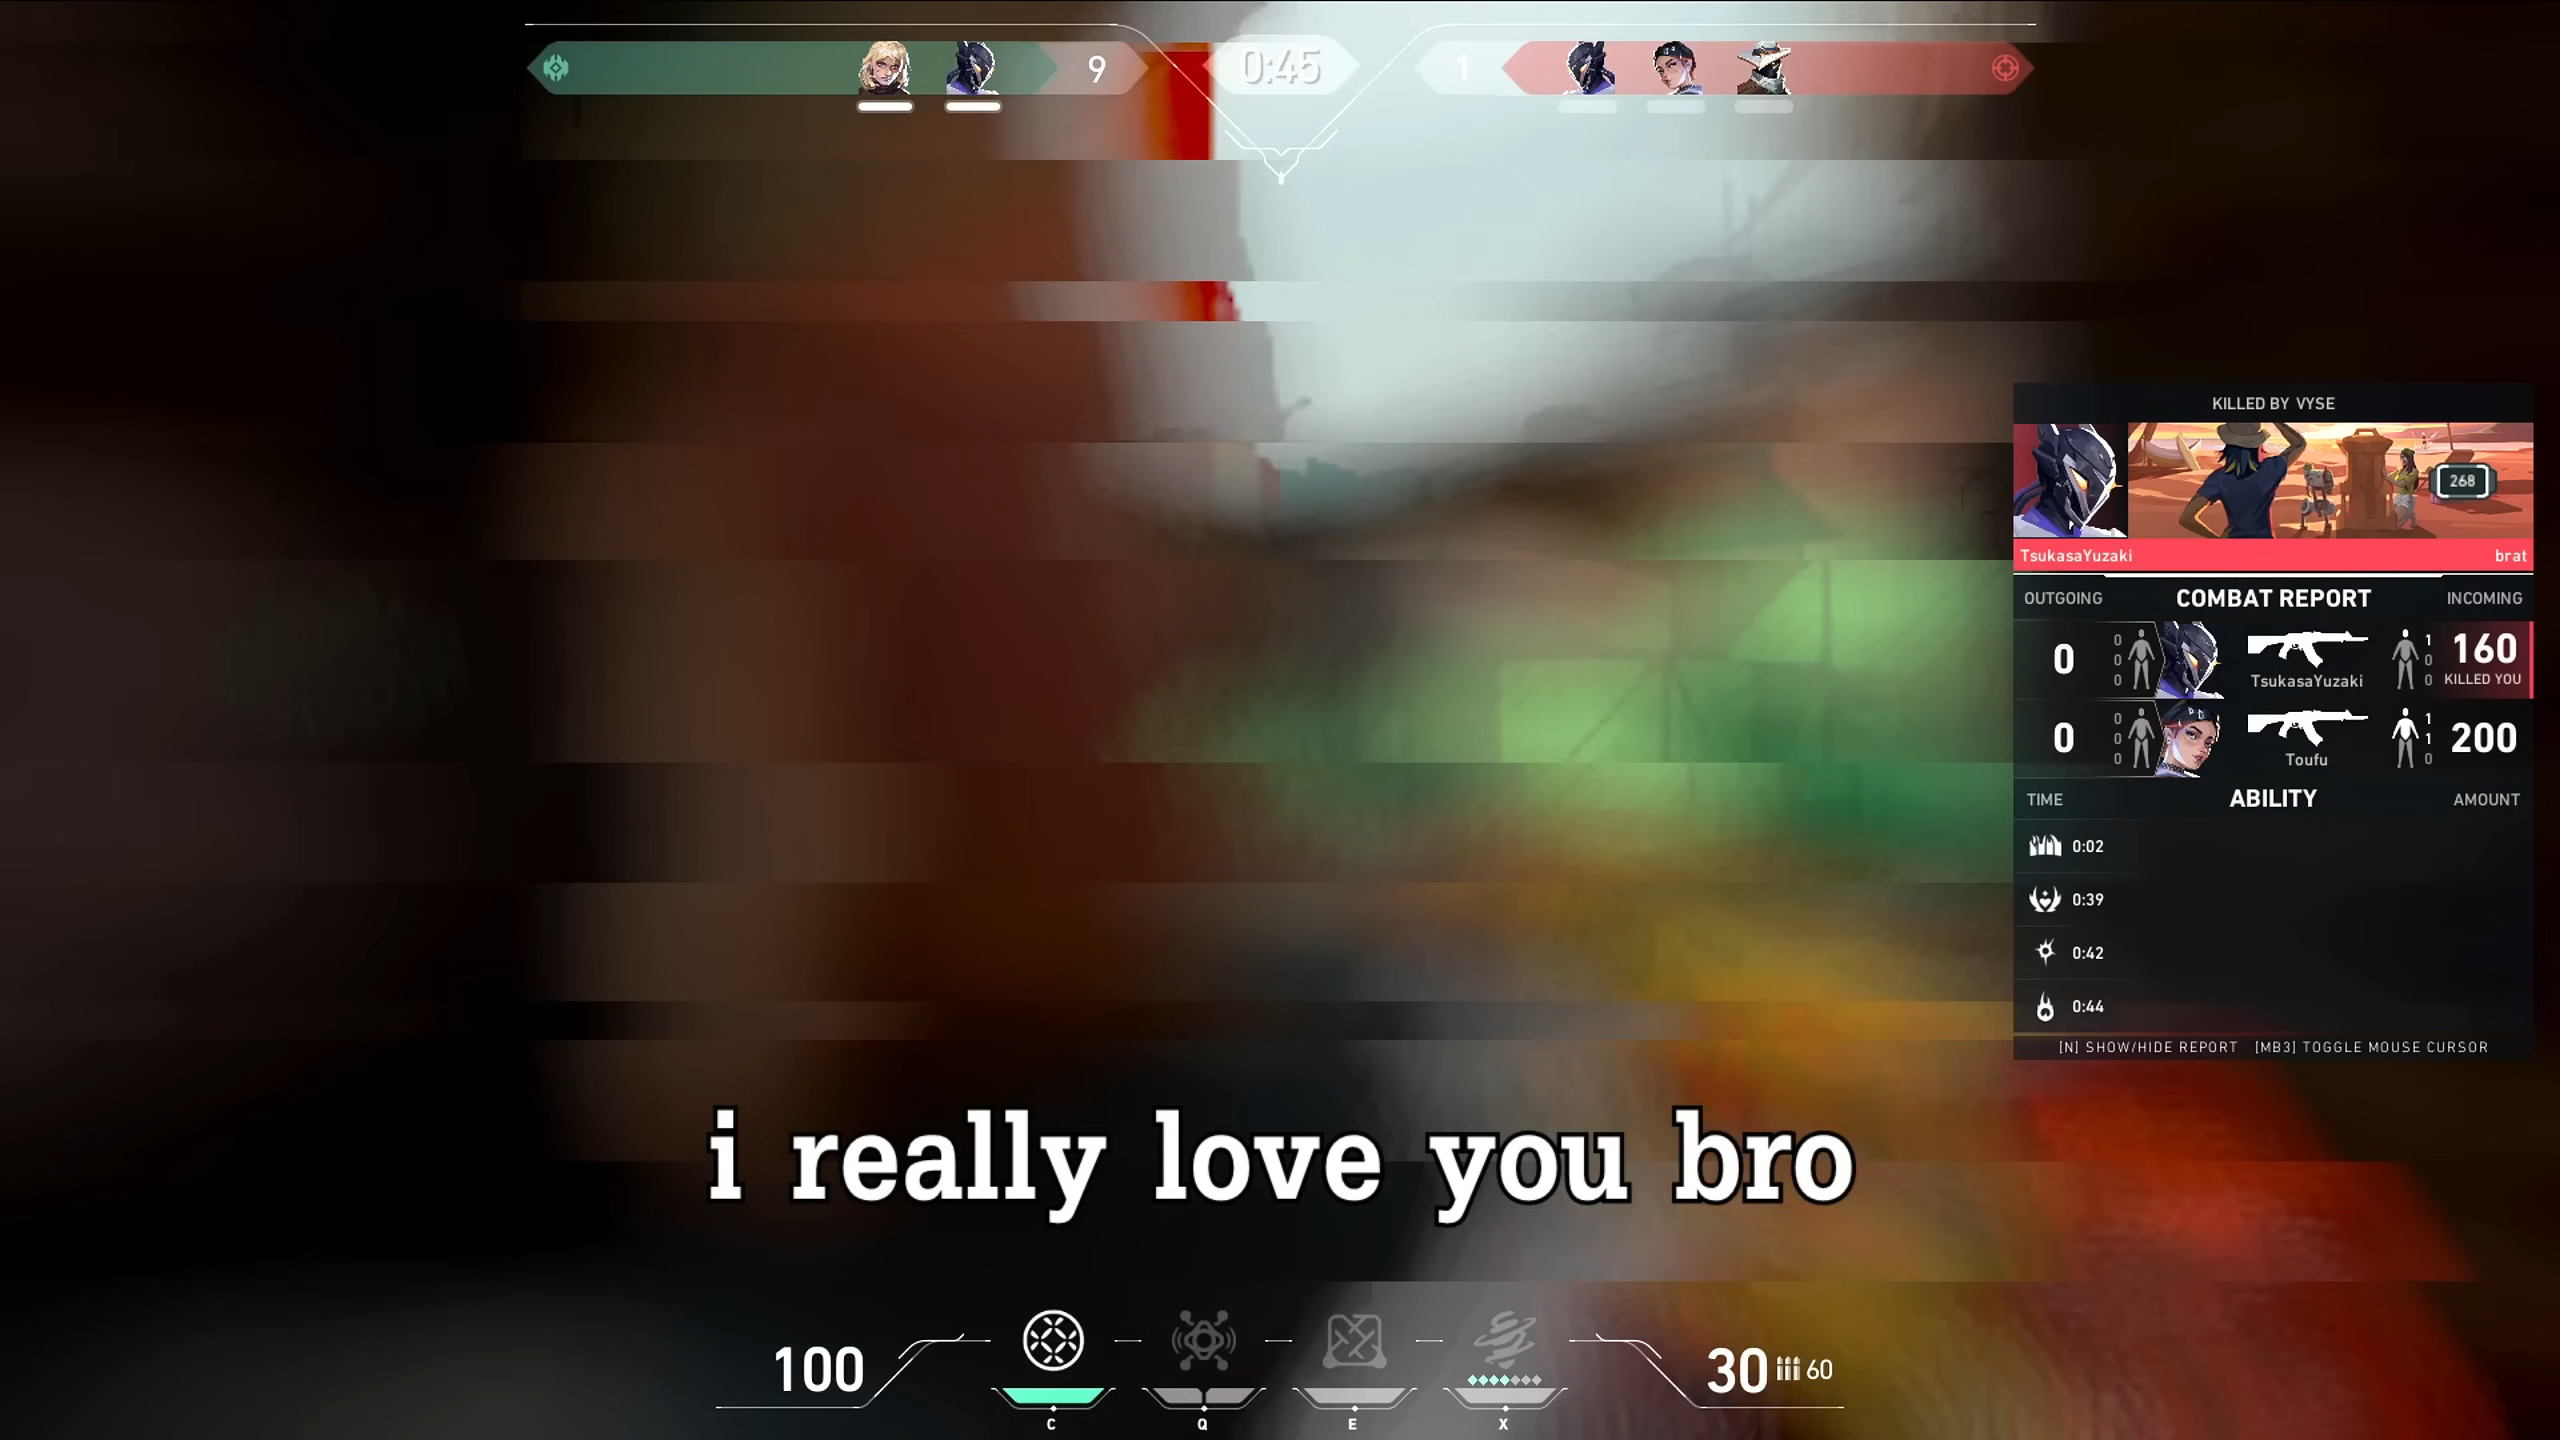 9 0:45 1
KILLED BY VYSE
268
TsukasaYuzaki brat
OUTGOING COMBAT REPORT INCOMING
0 0 0 0 TsukasaYuzaki 1 0 0 160 KILLED YOU
0 0 0 0 Toufu 1 1 0 200
TIME ABILITY AMOUNT
0:02
0:39
0:42
0:44
[N] SHOW/HIDE REPORT [MB3] TOGGLE MOUSE CURSOR
i really love you bro
100 30 60
C Q E X